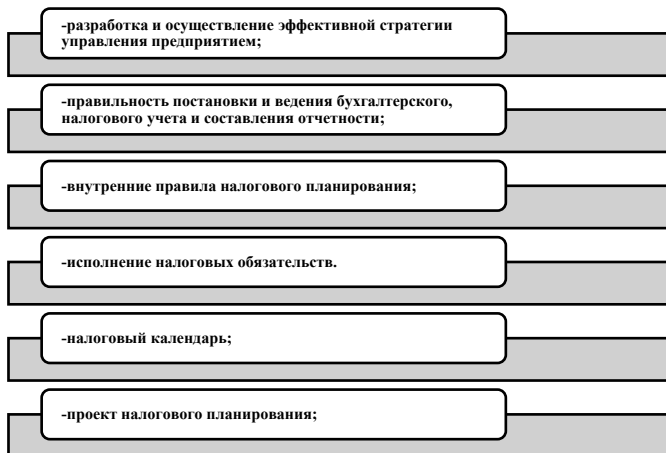 -разработка и осуществление эффективной стратегии
управления предприятием;
-правильность постановки и ведения бухгалтерского,
налогового учета и составления отчетности;
-внутренние правила налогового планирования;
-исполнение налоговых обязательств.
-налоговый календарь;
-проект налогового планирования;